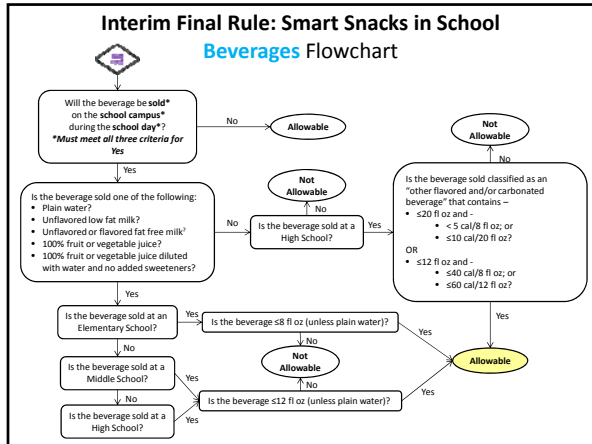 Interim Final Rule: Smart Snacks in School
Beverages Flowchart
Will the beverage be sold*
on the school campus*
during the school day*?
*Must meet all three criteria for
Yes
No
Allowable
Yes
Is the beverage sold one of the following:
• Plain water?
• Unflavored low fat milk?
• Unflavored or flavored fat free milk?
• 100% fruit or vegetable juice?
• 100% fruit or vegetable juice diluted
with water and no added sweeteners?
No
Is the beverage sold at a
High School?
No
Not
Allowable
Yes
Not
Allowable
No
Is the beverage sold classified as an
"other flavored and/or carbonated
beverage" that contains –
• ≤20 fl oz and -
• < 5 cal/8 fl oz; or
• ≤10 cal/20 fl oz?
OR
• ≤12 fl oz and -
• ≤40 cal/8 fl oz; or
• ≤60 cal/12 fl oz?
Yes
Yes
Is the beverage sold at an
Elementary School?
Yes
Is the beverage ≤8 fl oz (unless plain water)?
Yes
No
Not
Allowable
Allowable
No
Is the beverage sold at a
Middle School?
Yes
No
Is the beverage ≤12 fl oz (unless plain water)?
Yes
No
Is the beverage sold at a
High School?
Yes